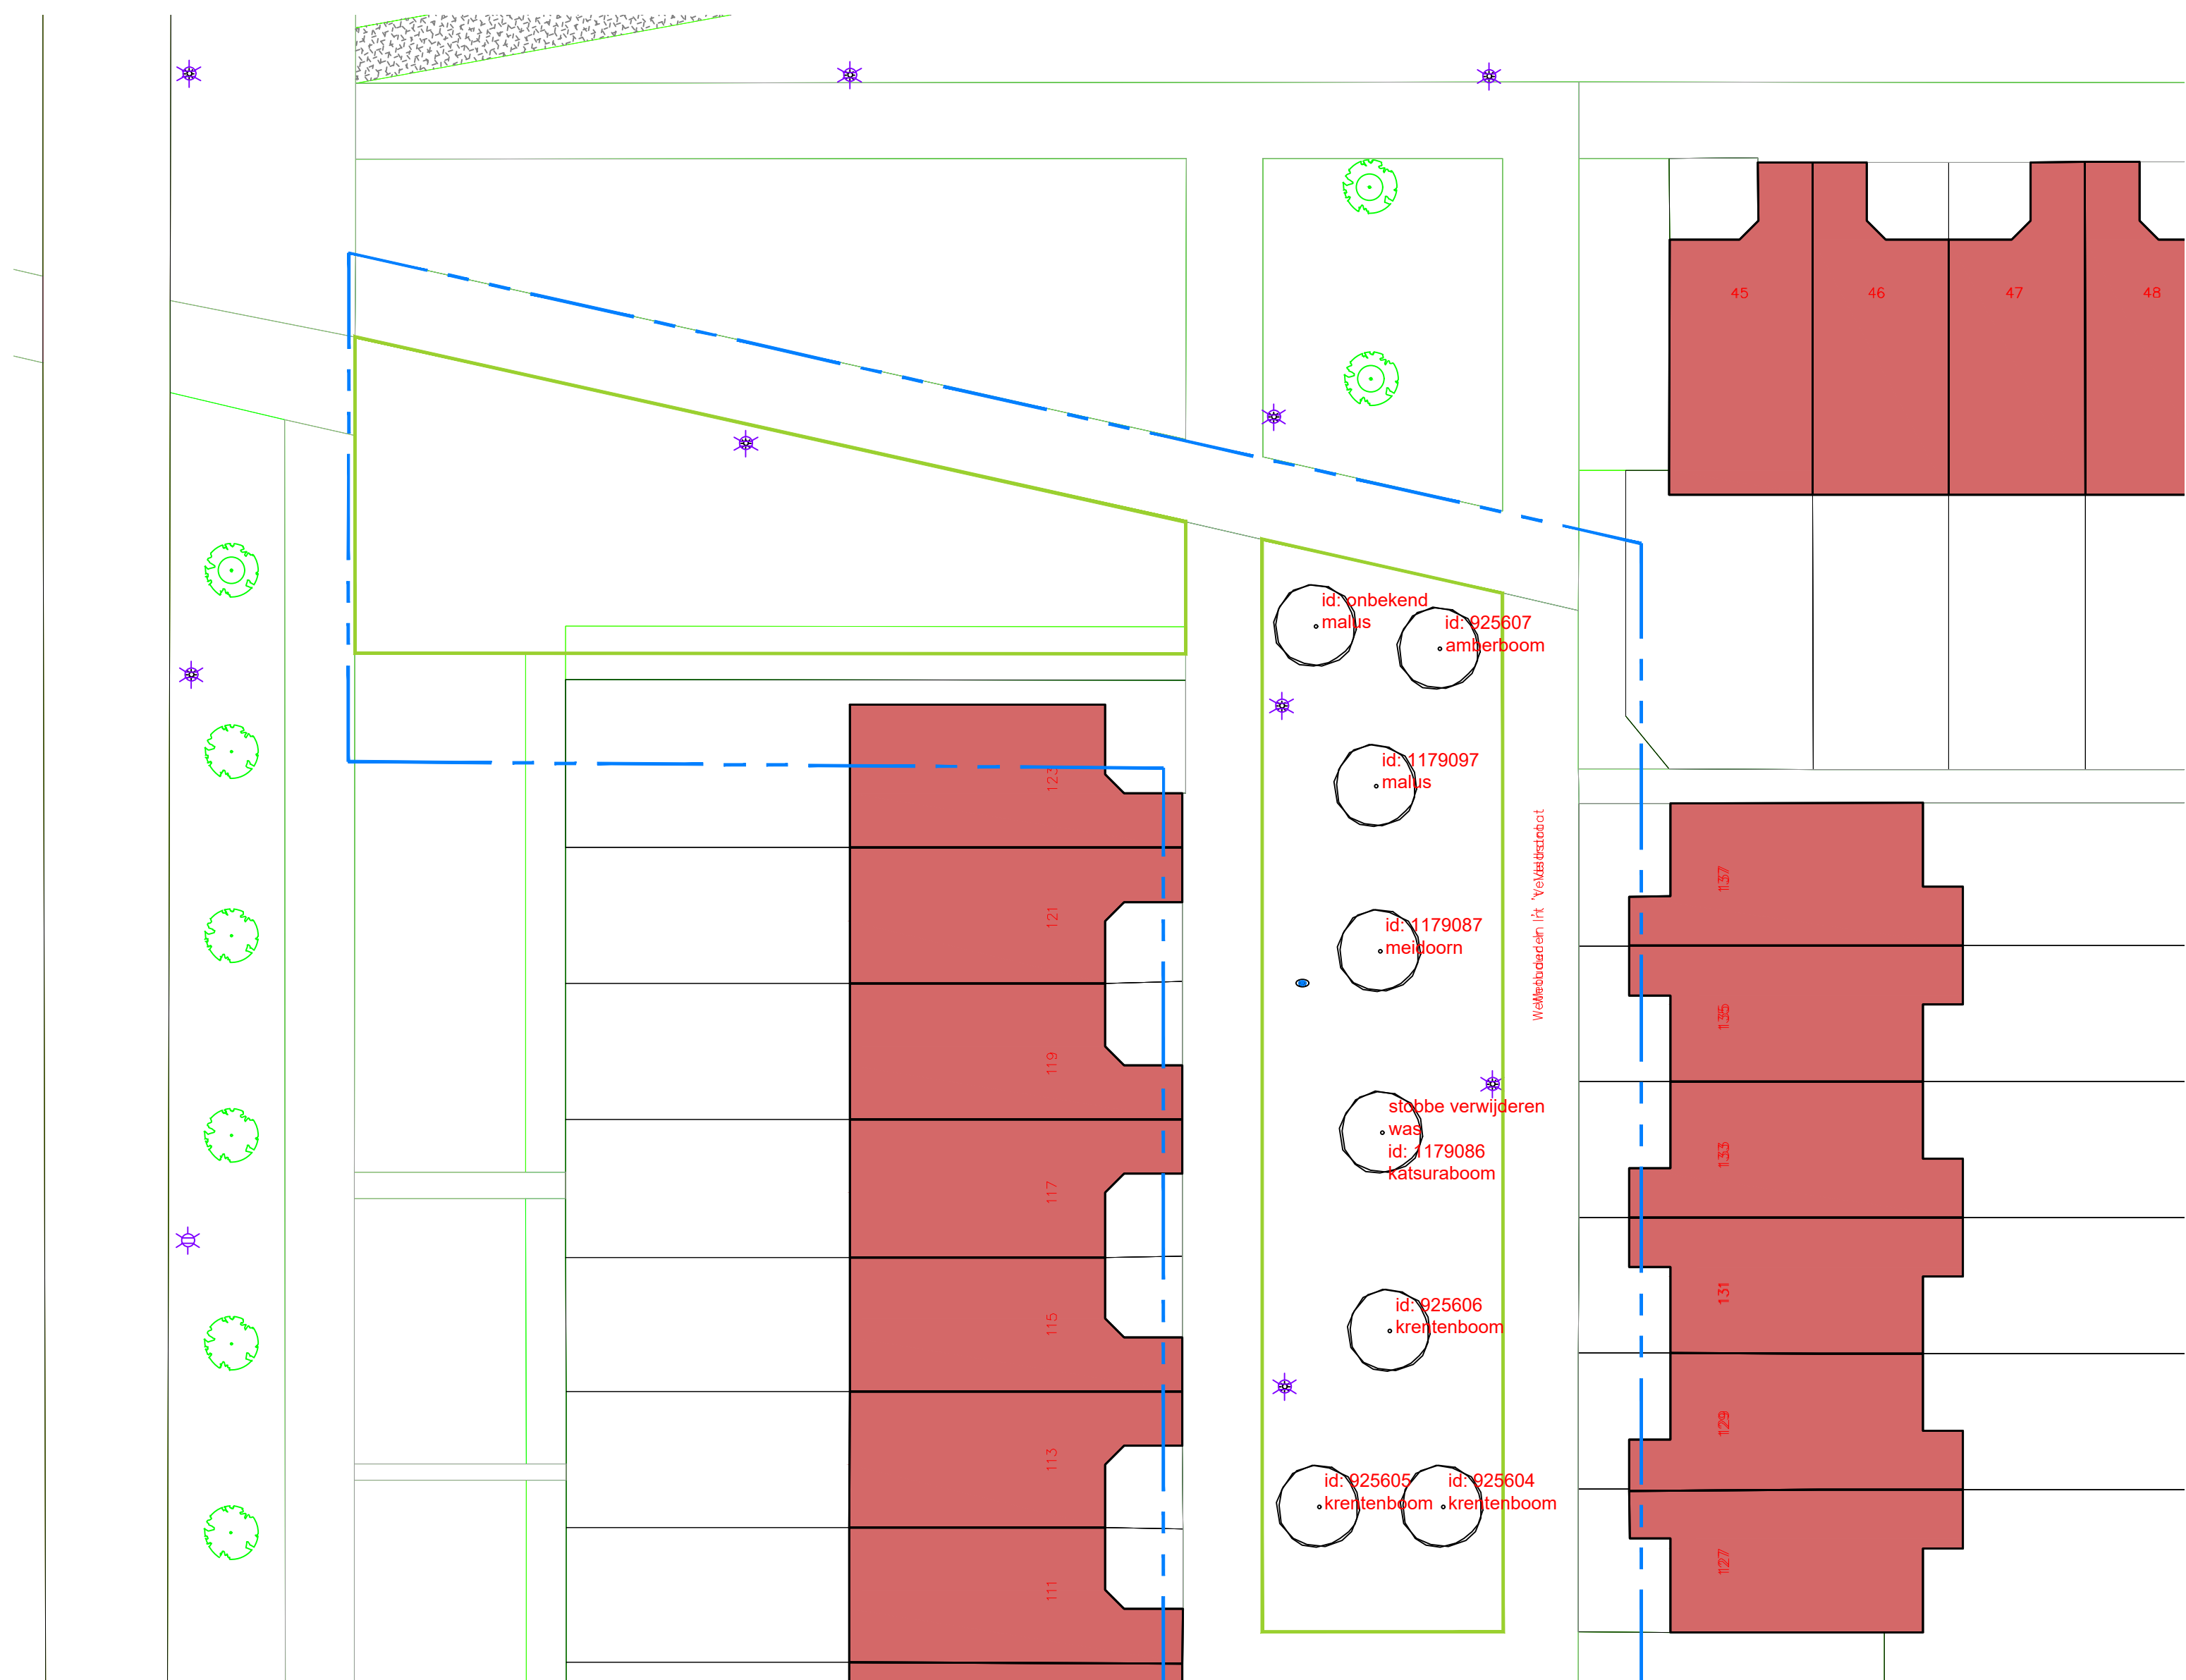 45
46
47
48
id: onbekend
malus
id: 925607
amberboom
id: 1179097
malus
123
121
119
117
115
113
111
id: 1179087
meidoorn
stobbe verwijderen
was
id: 1179086
katsuraboom
id: 925606
krentenboom
id: 925605
krentenboom
id: 925604
krentenboom
131
127